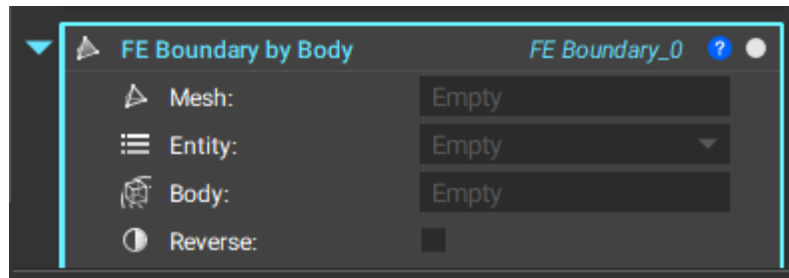 FE Boundary by Body FE Boundary_0 ?
Mesh: Empty
Entity: Empty
Body: Empty
Reverse: